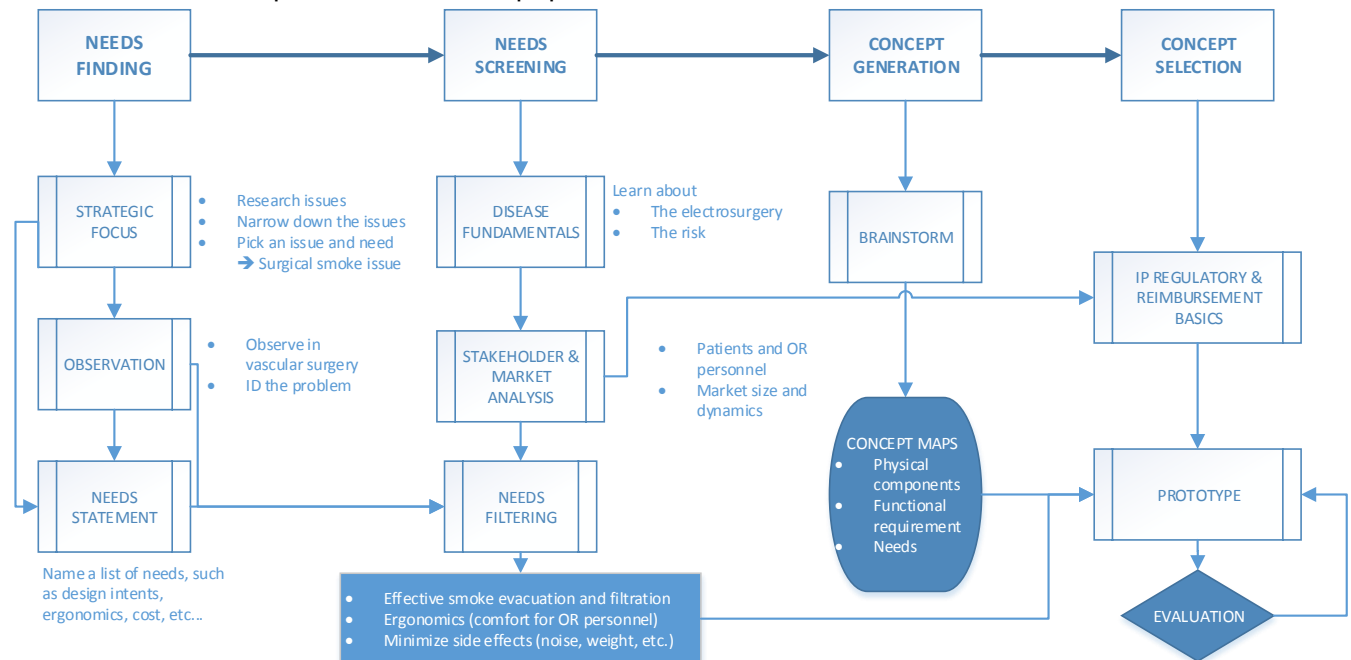 NEEDS
FINDING
NEEDS
SCREENING
CONCEPT
GENERATION
CONCEPT
SELECTION
STRATEGIC
FOCUS
• Research issues
• Narrow down the issues
• Pick an issue and need
➔ Surgical smoke issue
OBSERVATION
• Observe in
vascular surgery
• ID the problem
NEEDS
STATEMENT
Name a list of needs, such
as design intents,
ergonomics, cost, etc...
DISEASE
FUNDAMENTALS
Learn about
• The electrosurgery
• The risk
STAKEHOLDER &
MARKET
ANALYSIS
• Patients and OR
personnel
• Market size and
dynamics
NEEDS
FILTERING
• Effective smoke evacuation and filtration
• Ergonomics (comfort for OR personnel)
• Minimize side effects (noise, weight, etc.)
BRAINSTORM
CONCEPT MAPS
• Physical
components
• Functional
requirement
• Needs
IP REGULATORY &
REIMBURSEMENT
BASICS
PROTOTYPE
EVALUATION